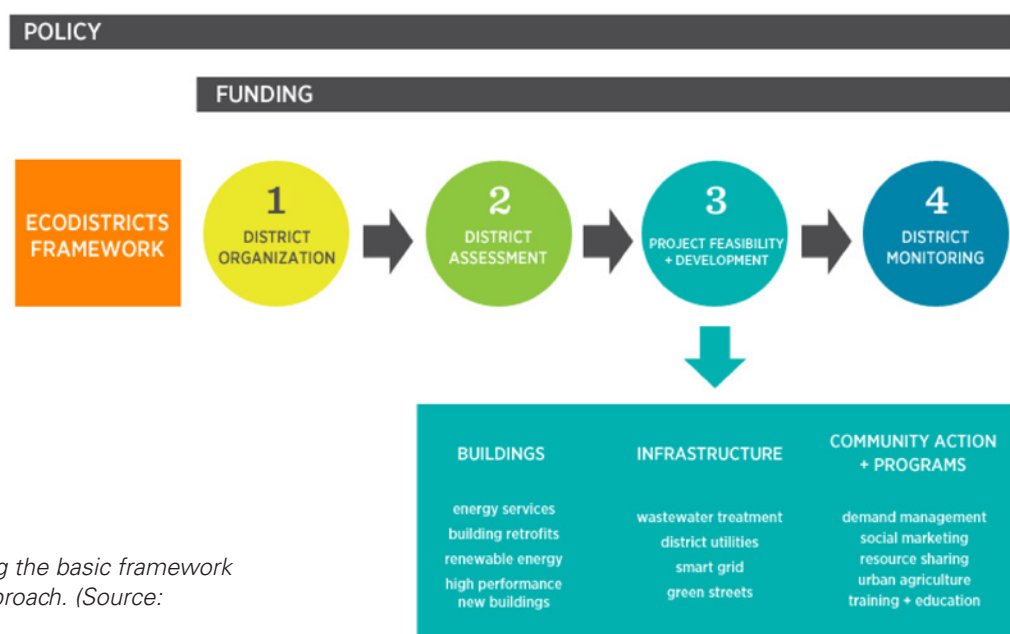 POLICY
FUNDING
ECODISTRICTS
FRAMEWORK
1
DISTRICT
ORGANIZATION
2
DISTRICT
ASSESSMENT
3
PROJECT FEASIBILITY
+ DEVELOPMENT
4
DISTRICT
MONITORING
BUILDINGS
energy services
building retrofits
renewable energy
high performance
new buildings
INFRASTRUCTURE
wastewater treatment
district utilities
smart grid
green streets
COMMUNITY ACTION
+ PROGRAMS
demand management
social marketing
resource sharing
urban agriculture
training + education
the basic framework
(Source: